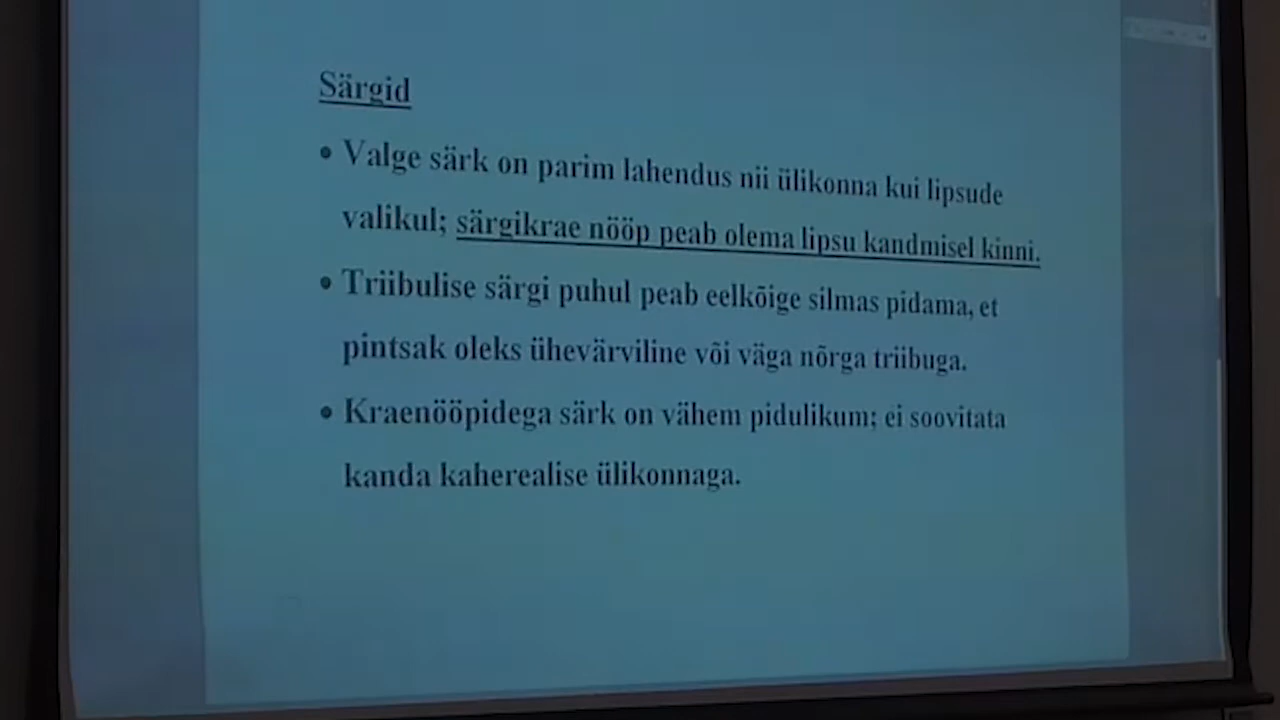 Särgid
• Valge särk on parim lahendus nii ülikonna kui lipsude
valikul; särgikrae nööp peab olema lipsu kandmisel kinni.
• Triibulise särgi puhul peab eelkõige silmas pidama, et
pintsak oleks ühevärviline või väga nõrga triibuga.
• Kraenööpidega särk on vähem pidulikum; ei soovitata
kanda kaherealise ülikonnaga.